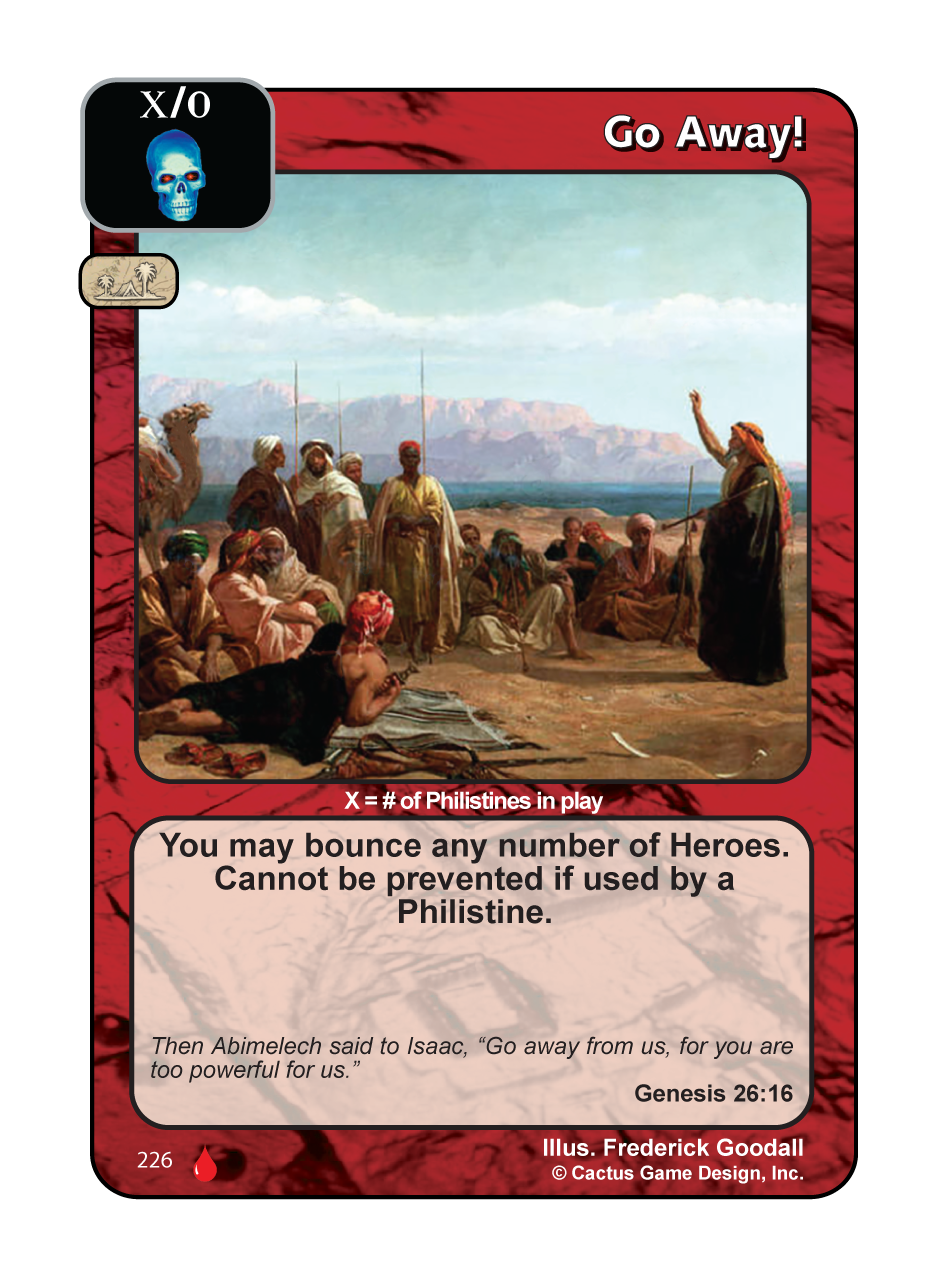 X/0
Go Away!
X = # of Philistines in play
You may bounce any number of Heroes.
Cannot be prevented if used by a
Philistine.
Then Abimelech said to Isaac, “Go away from us, for you are
too powerful for us.”
Genesis 26:16
226
Illus. Frederick Goodall
© Cactus Game Design, Inc.